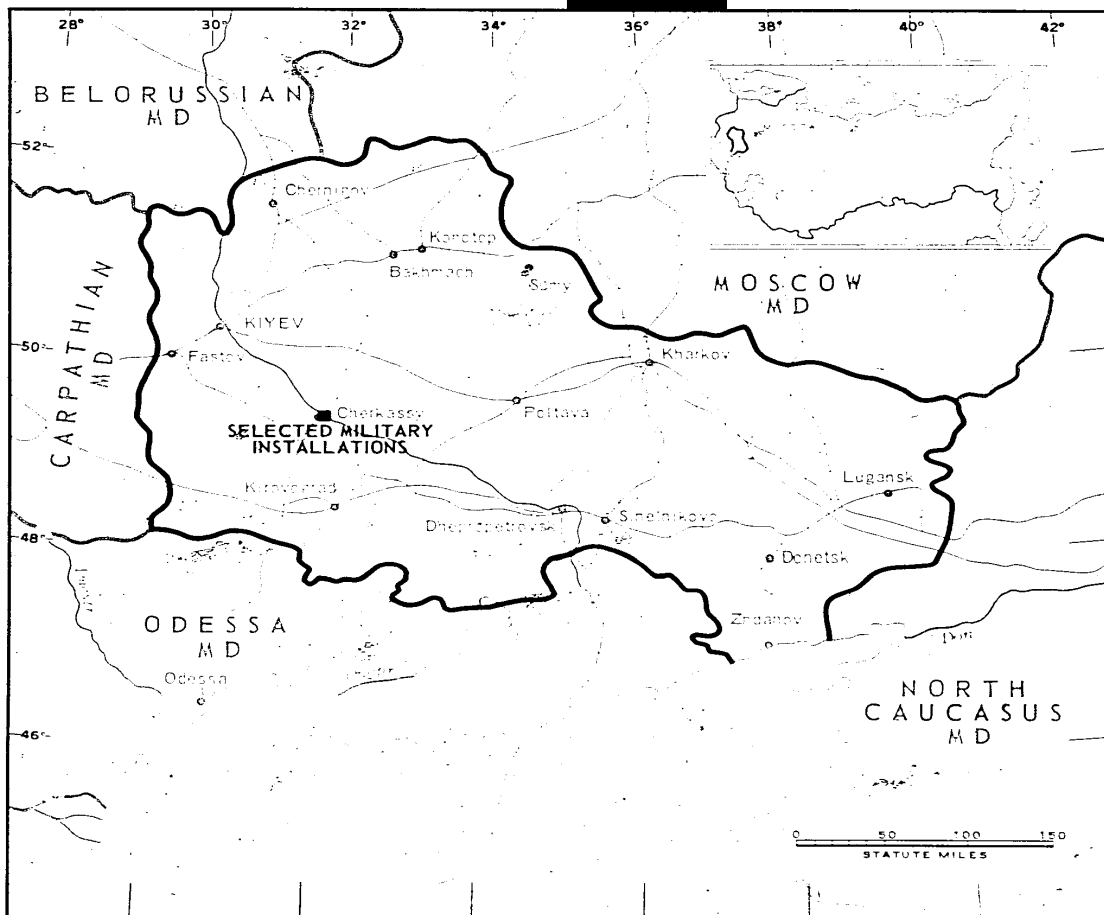 28° 30° 32° 34° 36° 38° 40° 42°
BELORUSSIAN
MD
52°
Chernigov
Konotop
Bakhmach
Sumy
MOSCOW
MD
CARPATHIAN
MD
KIYEV
50°
Fastov
Kharkov
Cherkassy
Poltava
SELECTED MILITARY
INSTALLATIONS
Kirovograd
Lugansk
Dnepropetrovsk
Sinelnikovo
48°
Donetsk
ODESSA
MD
Zhdanov
Don
Odessa
NORTH
CAUCASUS
MD
46°
0 50 100 150
STATUTE MILES